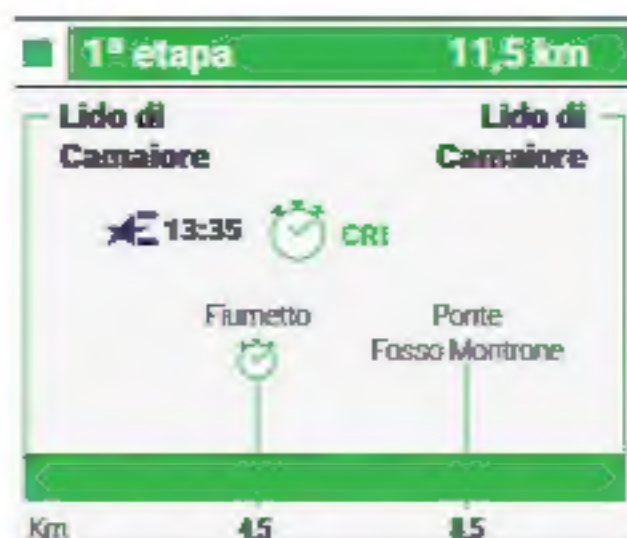 1ª etapa 11,5 km
Lido di Camaiore
Lido di Camaiore
13:35 CRI
Fiumetto
Ponte
Fosso Montrone
Km 4.5 8.5